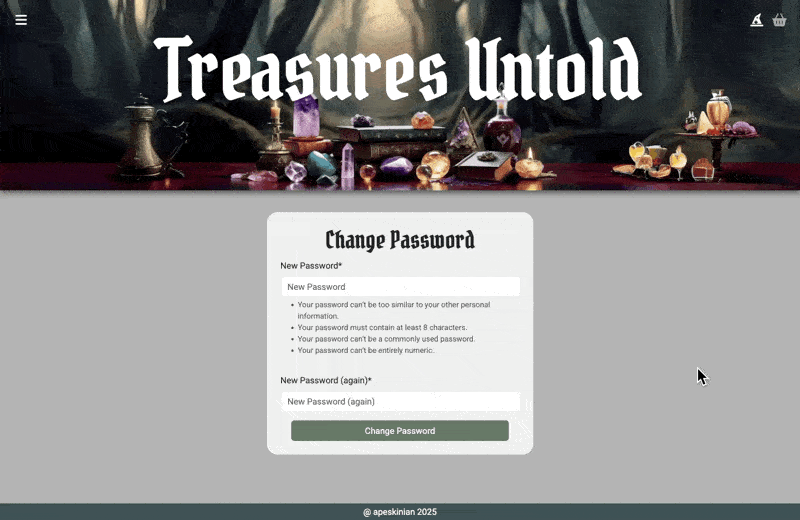 Treasures Untold
Change Password
New Password*
New Password
• Your password can't be too similar to your other personal
information.
• Your password must contain at least 8 characters.
• Your password can't be a commonly used password.
• Your password can't be entirely numeric.
New Password (again)*
New Password (again)
Change Password
@ apeskinian 2025